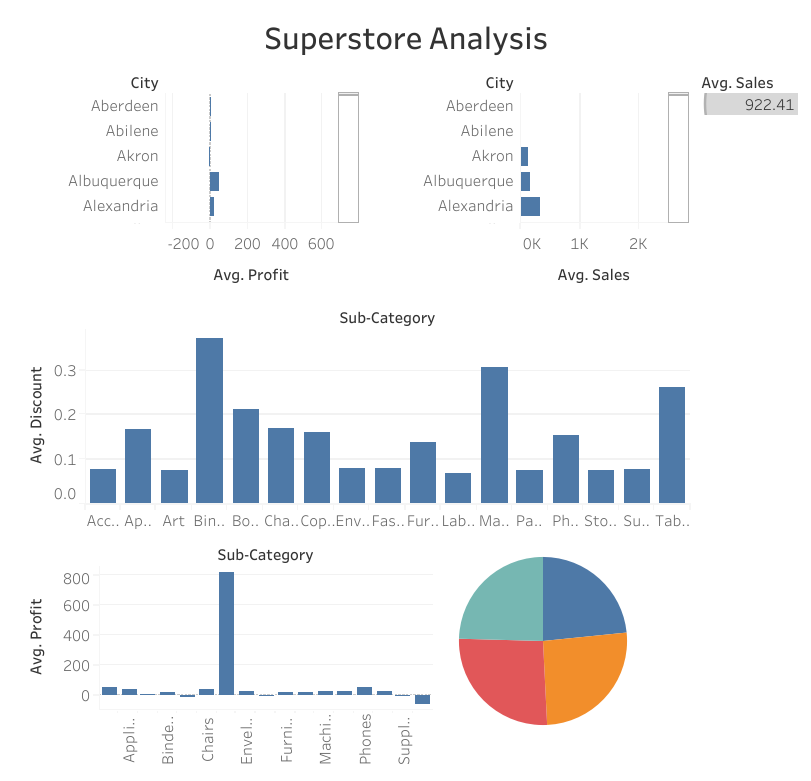 Superstore Analysis
City
Aberdeen
Abilene
Akron
Albuquerque
Alexandria
-200 0 200 400 600
Avg. Profit
City
Aberdeen
Abilene
Akron
Albuquerque
Alexandria
0K 1K 2K
Avg. Sales
Avg. Sales
922.41
Sub-Category
Avg. Discount
0.3
0.2
0.1
0.0
Acc.. Ap.. Art Bin.. Bo.. Cha.. Cop.. Env.. Fas.. Fur.. Lab.. Ma.. Pa.. Ph.. Sto.. Su.. Tab..
Sub-Category
Avg. Profit
800
600
400
200
0
Appli.. Binde.. Chairs Envel.. Furni.. Machi.. Phones Suppl..